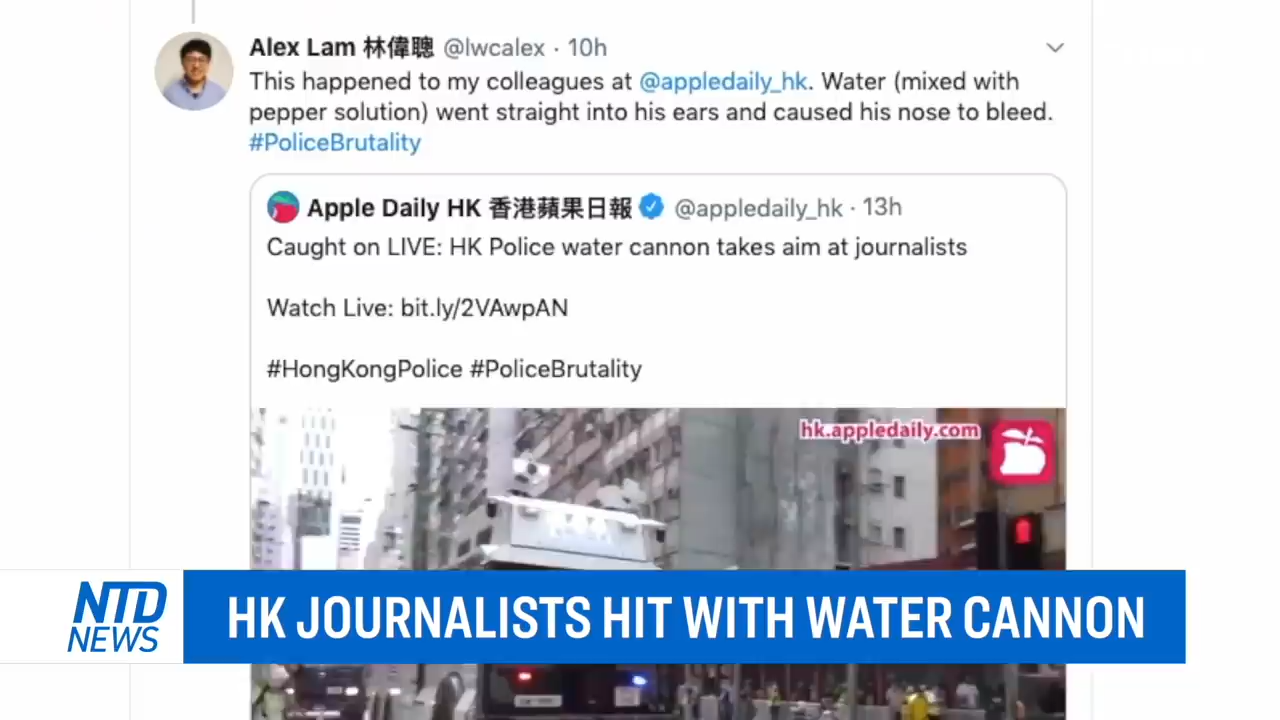 Alex Lam 林偉聰 @lwcalex · 10h
This happened to my colleagues at @appledaily_hk. Water (mixed with
pepper solution) went straight into his ears and caused his nose to bleed.
#PoliceBrutality
Apple Daily HK 香港蘋果日報 @appledaily_hk · 13h
Caught on LIVE: HK Police water cannon takes aim at journalists
Watch Live: bit.ly/2VAwpAN
#HongKongPolice #PoliceBrutality
hk.appledaily.com
NTD
NEWS
HK JOURNALISTS HIT WITH WATER CANNON